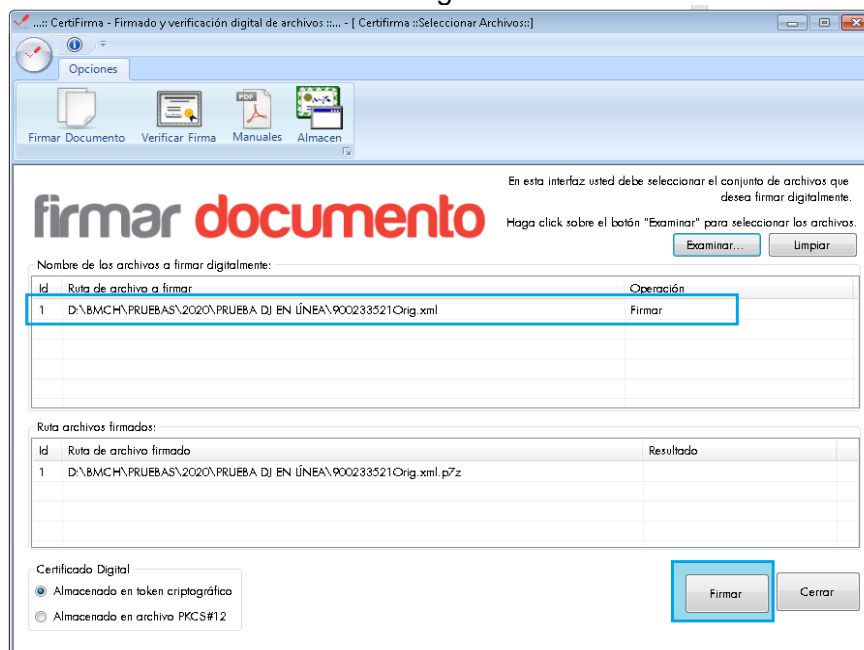 ...:: CertiFirma - Firmado y verificación digital de archivos ::... - [ Certifirma ::Seleccionar Archivos::]
Opciones
Firmar Documento Verificar Firma Manuales Almacen
PDF
En esta interfaz usted debe seleccionar el conjunto de archivos que
desea firmar digitalmente.
firmar documento
Haga click sobre el botón "Examinar" para seleccionar los archivos.
Examinar... Limpiar
Nombre de los archivos a firmar digitalmente:
Id Ruta de archivo a firmar Operación
1 D:\BMCH\PRUEBAS\2020\PRUEBA DJ EN LÍNEA\900233521Orig.xml Firmar
Ruta archivos firmados:
Id Ruta de archivo firmado Resultado
1 D:\BMCH\PRUEBAS\2020\PRUEBA DJ EN LÍNEA\900233521Orig.xml.p7z
Certificado Digital
Almacenado en token criptográfico
Almacenado en archivo PKCS#12
Firmar Cerrar